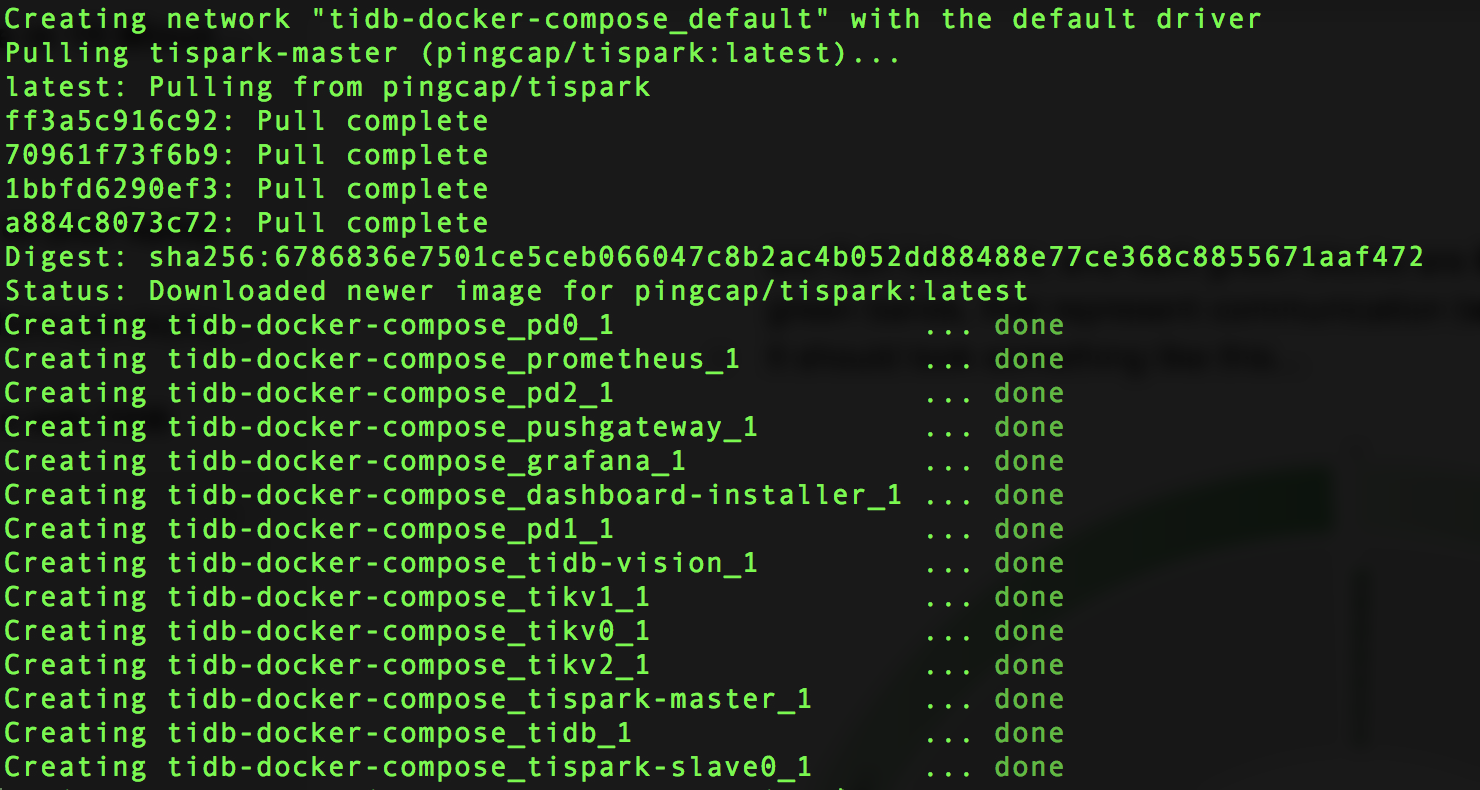 Creating network "tidb-docker-compose_default" with the default driver
Pulling tispark-master (pingcap/tispark:latest)...
latest: Pulling from pingcap/tispark
ff3a5c916c92: Pull complete
70961f73f6b9: Pull complete
1bbfd6290ef3: Pull complete
a884c8073c72: Pull complete
Digest: sha256:6786836e7501ce5ceb066047c8b2ac4b052dd88488e77ce368c8855671aaf472
Status: Downloaded newer image for pingcap/tispark:latest
Creating tidb-docker-compose_pd0_1 ... done
Creating tidb-docker-compose_prometheus_1 ... done
Creating tidb-docker-compose_pd2_1 ... done
Creating tidb-docker-compose_pushgateway_1 ... done
Creating tidb-docker-compose_grafana_1 ... done
Creating tidb-docker-compose_dashboard-installer_1 ... done
Creating tidb-docker-compose_pd1_1 ... done
Creating tidb-docker-compose_tidb-vision_1 ... done
Creating tidb-docker-compose_tikv1_1 ... done
Creating tidb-docker-compose_tikv0_1 ... done
Creating tidb-docker-compose_tikv2_1 ... done
Creating tidb-docker-compose_tispark-master_1 ... done
Creating tidb-docker-compose_tidb_1 ... done
Creating tidb-docker-compose_tispark-slave0_1 ... done